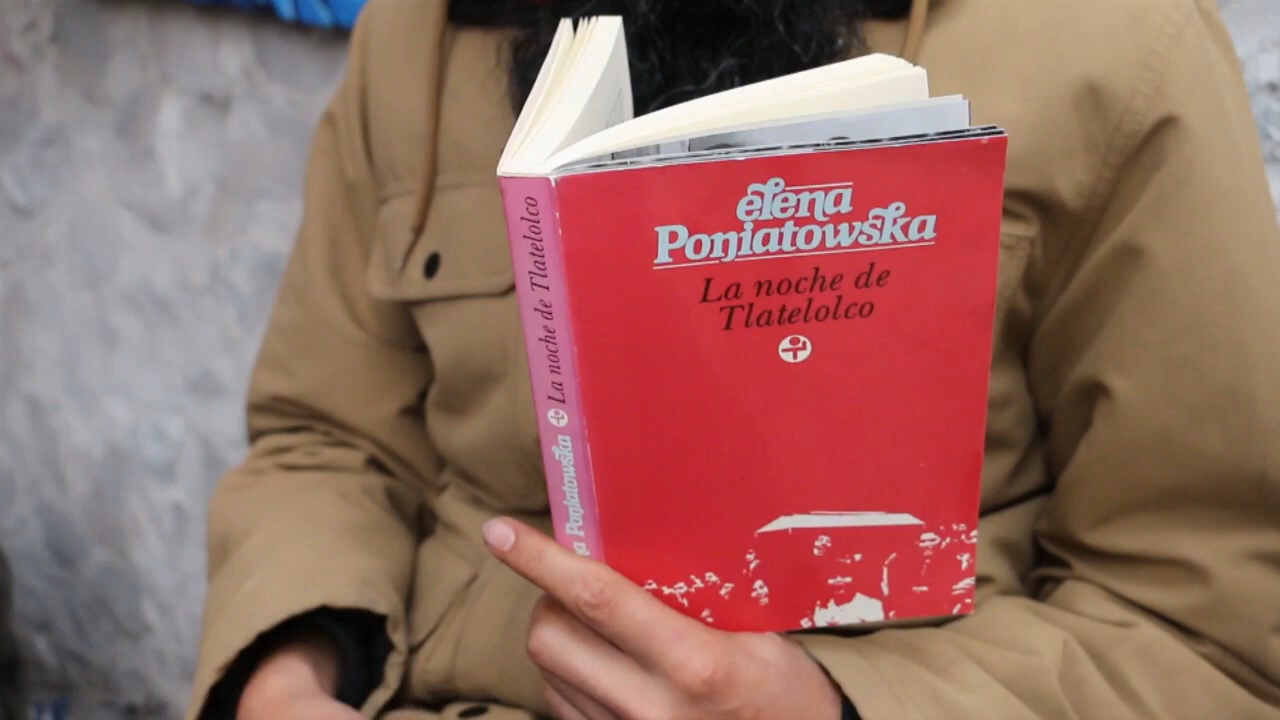 elena
Poniatowska
La noche de
Tlatelolco
La noche de Tlatelolco
Poniatowska